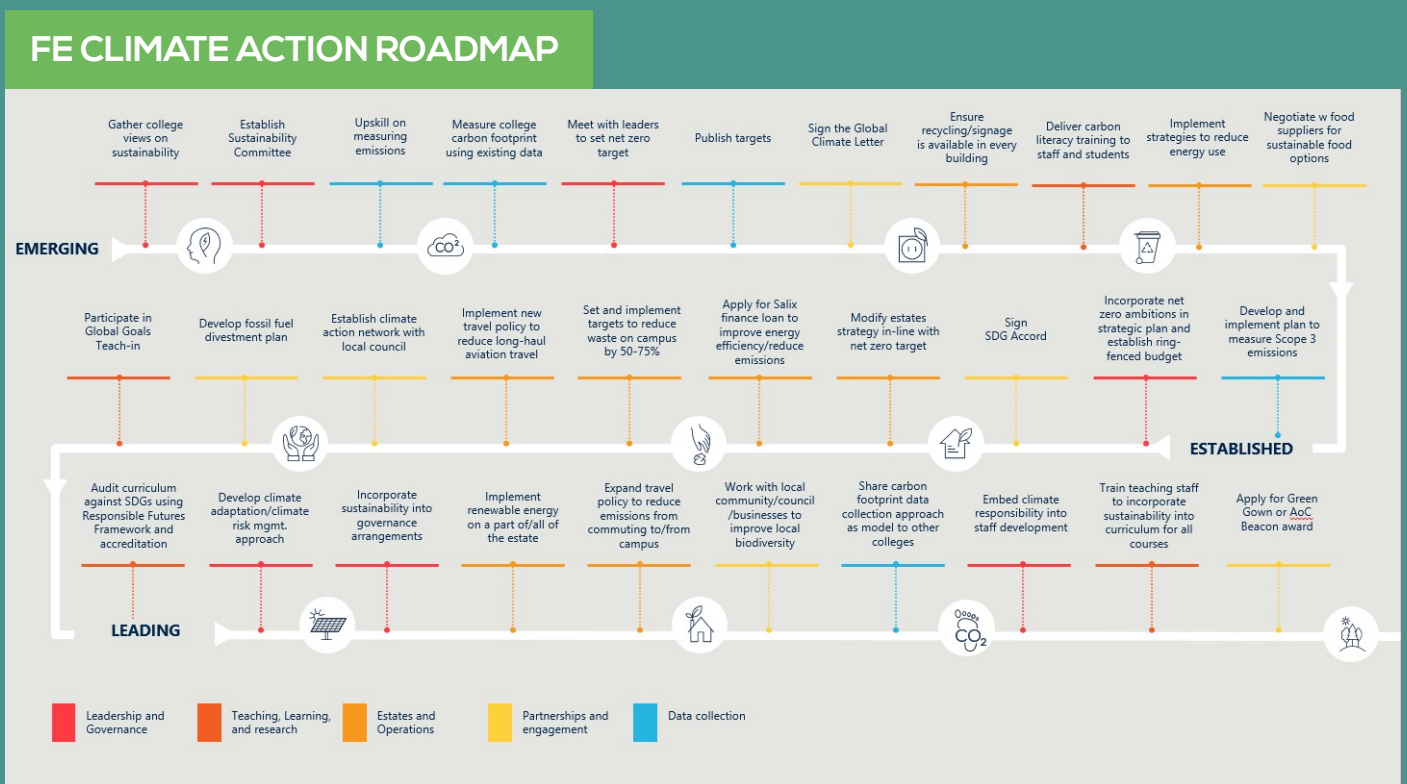 FE CLIMATE ACTION ROADMAP
Gather college
views on
sustainability
Establish
Sustainability
Committee
Upskill on
measuring
emissions
Measure college
carbon footprint
using existing data
Meet with leaders
to set net zero
target
Publish targets
Sign the Global
Climate Letter
Ensure
recycling/signage
is available in every
building
Deliver carbon
literacy training to
staff and students
Implement
strategies to reduce
energy use
Negotiate w food
suppliers for
sustainable food
options
EMERGING
CO²
Participate in
Global Goals
Teach-in
Develop fossil fuel
divestment plan
Establish climate
action network with
local council
Implement new
travel policy to
reduce long-haul
aviation travel
Set and implement
targets to reduce
waste on campus
by 50-75%
Apply for Salix
finance loan to
improve energy
efficiency/reduce
emissions
Modify estates
strategy in-line with
net zero target
Sign
SDG Accord
Incorporate net
zero ambitions in
strategic plan and
establish ring-
fenced budget
Develop and
implement plan to
measure Scope 3
emissions
ESTABLISHED
Audit curriculum
against SDGs using
Responsible Futures
Framework and
accreditation
Develop climate
adaptation/climate
risk mgmt.
approach
Incorporate
sustainability into
governance
arrangements
Implement
renewable energy
on a part of/all of
the estate
Expand travel
policy to reduce
emissions from
commuting to/from
campus
Work with local
community/council
/businesses to
improve local
biodiversity
Share carbon
footprint data
collection approach
as model to other
colleges
Embed climate
responsibility into
staff development
Train teaching staff
to incorporate
sustainability into
curriculum for all
courses
Apply for Green
Gown or AoC
Beacon award
LEADING
CO₂
Leadership and
Governance
Teaching, Learning,
and research
Estates and
Operations
Partnerships and
engagement
Data collection